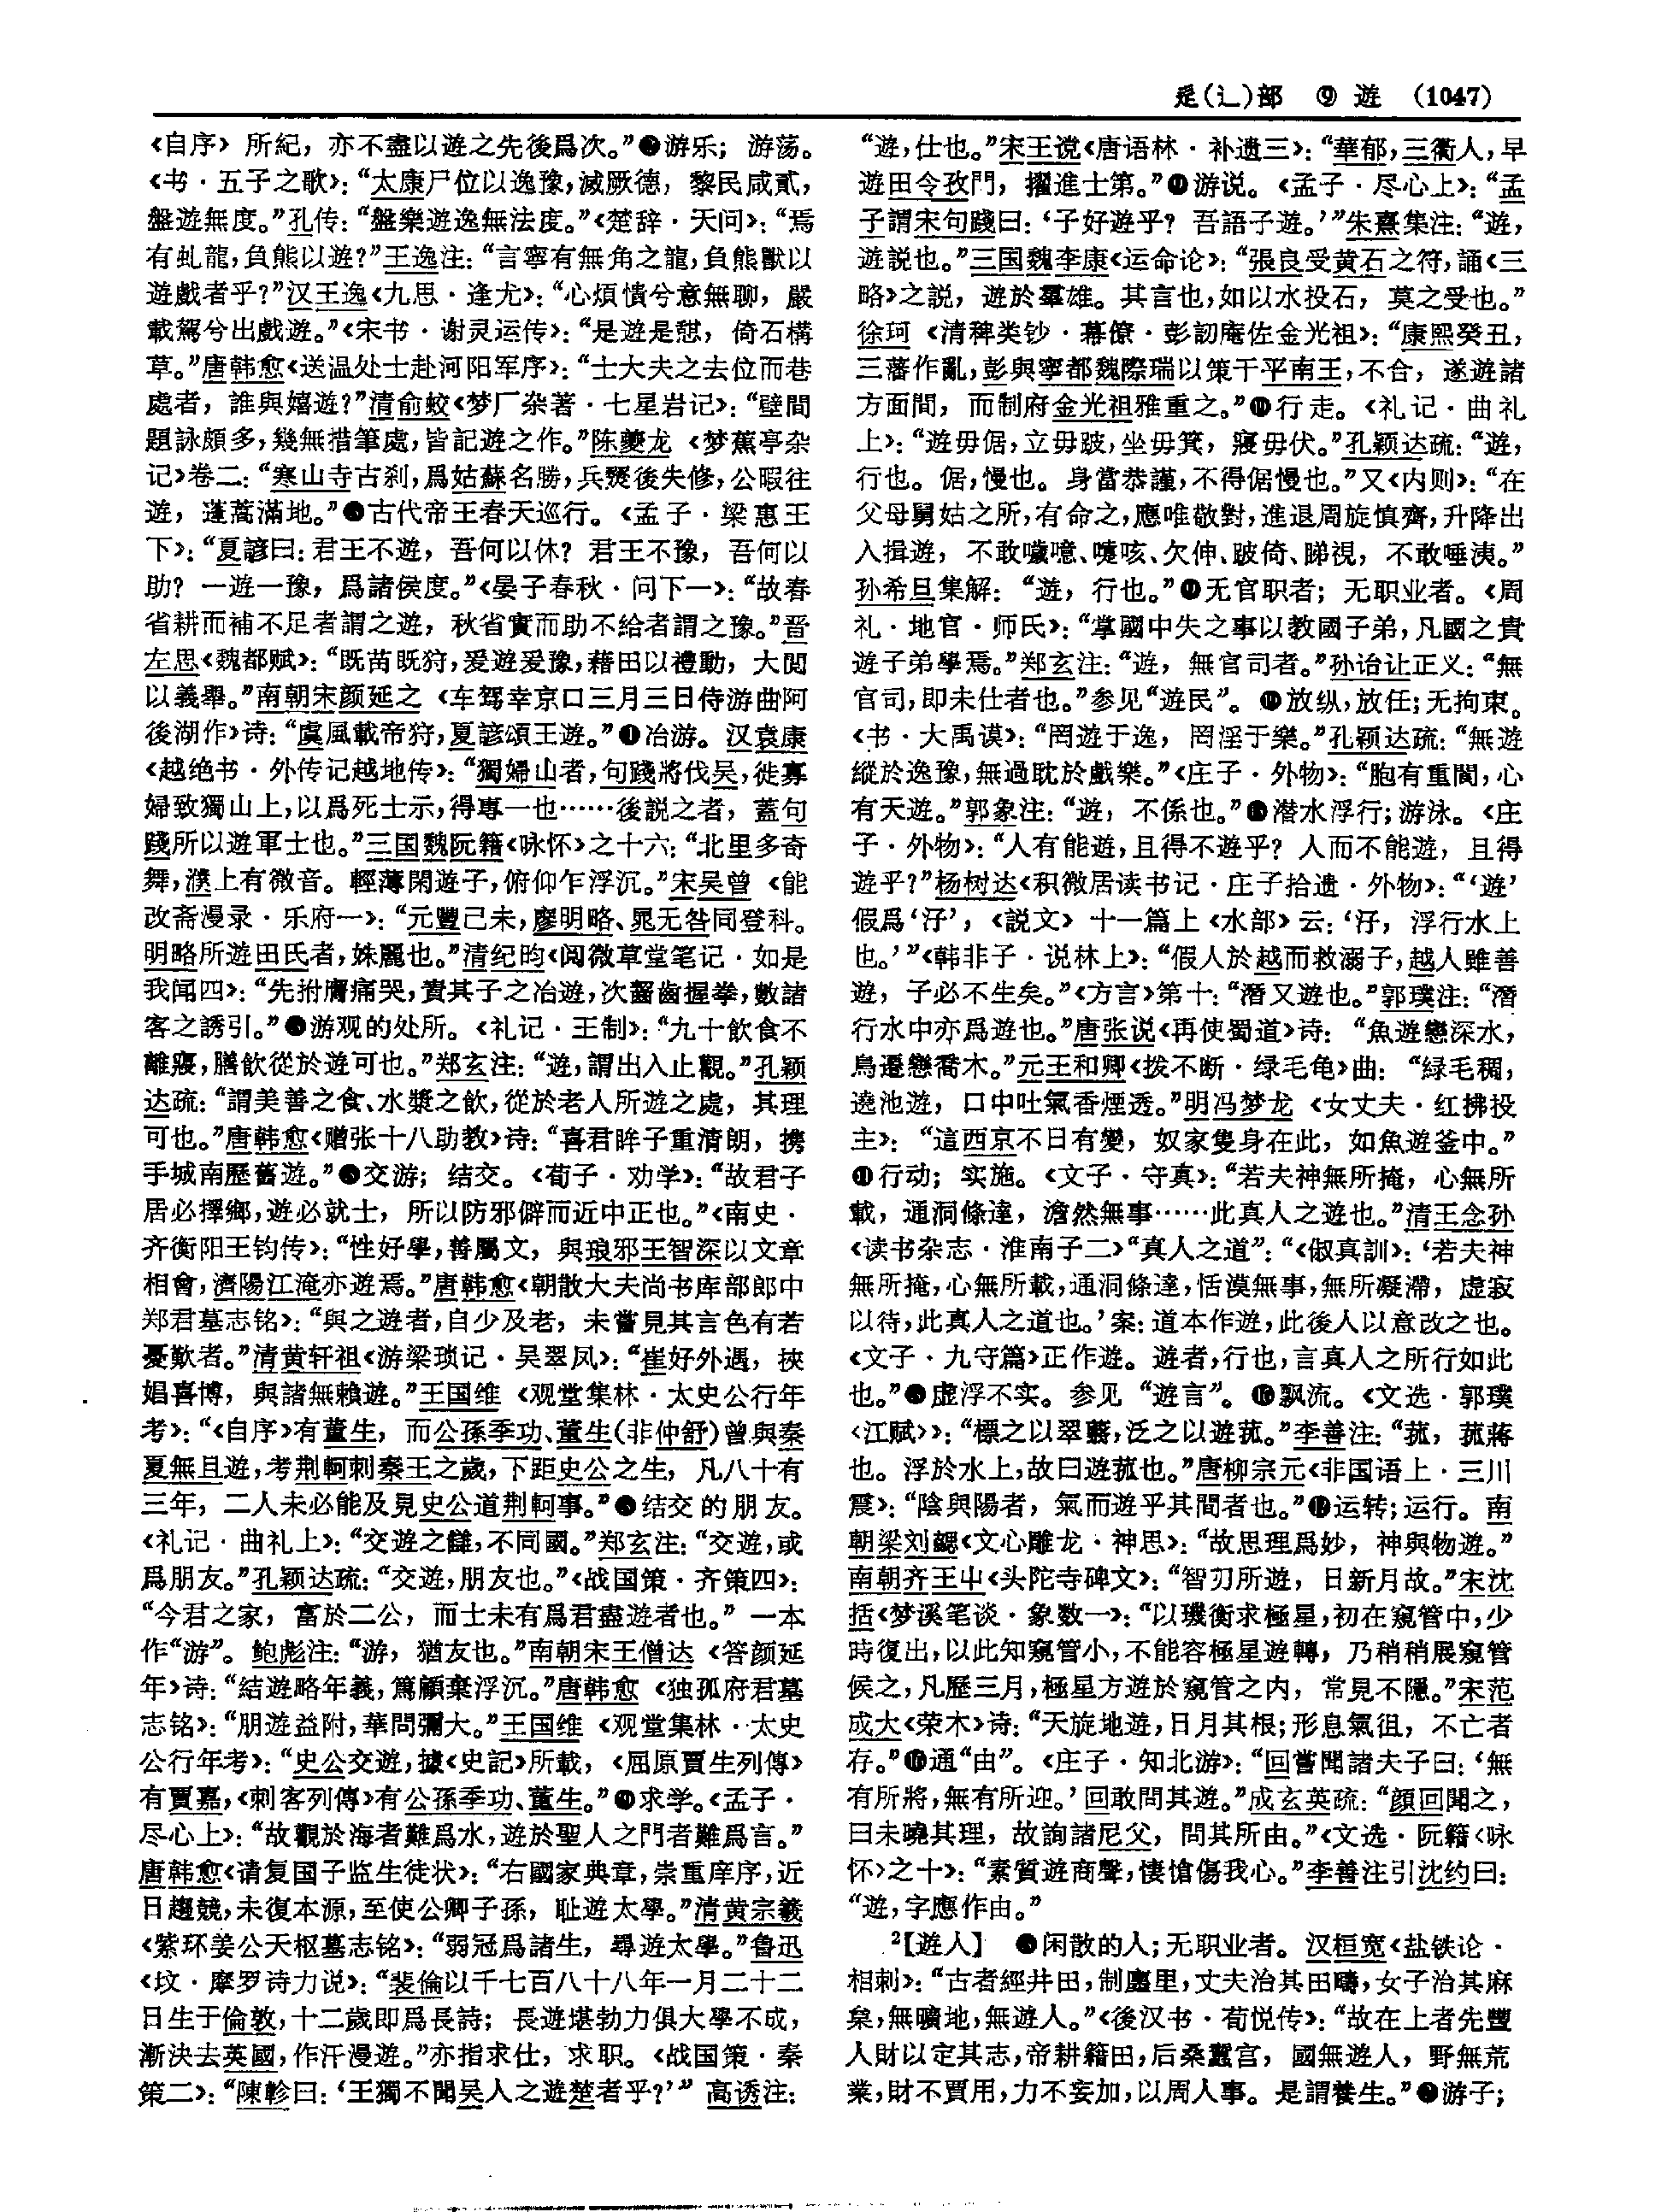 辵(辶)部　⑨　遊　(1047)
《自序》所紀，亦不盡以遊之先後爲次。”❷游乐；游荡。
《书·五子之歌》：“太康尸位以逸豫，滅厥德，黎民咸貳，
盤遊無度。”孔传：“盤樂遊逸無法度。”《楚辞·天问》：“焉
有虬龍，負熊以遊？”王逸注：“言寧有無角之龍，負熊獸以
遊戲者乎？”汉王逸《九思·逢尤》：“心煩憒兮意無聊，嚴
載駕兮出戲遊。”《宋书·谢灵运传》：“是遊是憩，倚石構
草。”唐韩愈《送温处士赴河阳军序》：“士大夫之去位而巷
處者，誰與嬉遊？”清俞蛟《梦厂杂著·七星岩记》：“壁間
題詠頗多，幾無措筆處，皆記遊之作。”陈夔龙《梦蕉亭杂
记》卷二：“寒山寺古刹，爲姑蘇名勝，兵燹後失修，公暇往
遊，蓬蒿滿地。”❸古代帝王春天巡行。《孟子·梁惠王
下》：“夏諺曰：君王不遊，吾何以休？君王不豫，吾何以
助？一遊一豫，爲諸侯度。”《晏子春秋·问下一》：“故春
省耕而補不足者謂之遊，秋省實而助不給者謂之豫。”晋
左思《魏都赋》：“既苗既狩，爰遊爰豫，藉田以禮動，大閲
以義舉。”南朝宋颜延之《车驾幸京口三月三日侍游曲阿
後湖作》诗：“虞風載帝狩，夏諺頌王遊。”❹冶游。汉袁康
《越绝书·外传记越地传》：“獨婦山者，句踐將伐吴，徙寡
婦致獨山上，以爲死士示，得專一也……後説之者，蓋句
踐所以遊軍士也。”三国魏阮籍《咏怀》之十六：“北里多奇
舞，濮上有微音。輕薄閑遊子，俯仰乍浮沉。”宋吴曾《能
改斋漫录·乐府一》：“元豐己未，廖明略、晁无咎同登科。
明略所遊田氏者，姝麗也。”清纪昀《阅微草堂笔记·如是
我闻四》：“先拊膺痛哭，責其子之冶遊，次齧齒握拳，數諸
客之誘引。”❺游观的处所。《礼记·王制》：“九十飲食不
離寢，膳飲從於遊可也。”郑玄注：“遊，謂出入止觀。”孔颖
达疏：“謂美善之食、水漿之飲，從於老人所遊之處，其理
可也。”唐韩愈《赠张十八助教》诗：“喜君眸子重清朗，携
手城南歷舊遊。”❻交游；结交。《荀子·劝学》：“故君子
居必擇鄉，遊必就士，所以防邪僻而近中正也。”《南史·
齐衡阳王钧传》：“性好學，善屬文，與琅邪王智深以文章
相會，濟陽江淹亦遊焉。”唐韩愈《朝散大夫尚书库部郎中
郑君墓志铭》：“與之遊者，自少及老，未嘗見其言色有若
憂歎者。”清黄轩祖《游梁琐记·吴翠凤》：“崔好外遇，挾
娼喜博，與諸無賴遊。”王国维《观堂集林·太史公行年
考》：“《自序》有董生，而公孫季功、董生（非仲舒）曾與秦
夏無且遊，考荆軻刺秦王之歲，下距史公之生，凡八十有
三年，二人未必能及見史公道荆軻事。”❼结交的朋友。
《礼记·曲礼上》：“交遊之讎，不同國。”郑玄注：“交遊，或
爲朋友。”孔颖达疏：“交遊，朋友也。”《战国策·齐策四》：
“今君之家，富於二公，而士未有爲君盡遊者也。”一本
作“游”。鲍彪注：“游，猶友也。”南朝宋王僧达《答颜延
年》诗：“結遊略年義，篤顧棄浮沉。”唐韩愈《独孤府君墓
志铭》：“朋遊益附，華問彌大。”王国维《观堂集林·太史
公行年考》：“史公交遊，據《史記》所載，《屈原賈生列傳》
有賈嘉，《刺客列傳》有公孫季功、董生。”❽求学。《孟子·
尽心上》：“故觀於海者難爲水，遊於聖人之門者難爲言。”
唐韩愈《请复国子监生徒状》：“右國家典章，崇重庠序，近
日趨競，未復本源，至使公卿子孫，耻遊太學。”清黄宗羲
《紫环姜公天枢墓志铭》：“弱冠爲諸生，尋遊太學。”鲁迅
《坟·摩罗诗力说》：“裴倫以千七百八十八年一月二十二
日生于倫敦，十二歲即爲長詩；長遊堪勃力俱大學不成，
漸決去英國，作汗漫遊。”亦指求仕，求职。《战国策·秦
策二》：“陳軫曰：‘王獨不聞吴人之遊楚者乎？’”高诱注：
“遊，仕也。”宋王谠《唐语林·补遗三》：“華郁，三衢人，早
遊田令孜門，擢進士第。”❾游说。《孟子·尽心上》：“孟
子謂宋句踐曰：‘子好遊乎？吾語子遊。’”朱熹集注：“遊，
遊説也。”三国魏李康《运命论》：“張良受黄石之符，誦《三
略》之説，遊於羣雄。其言也，如以水投石，莫之受也。”
徐珂《清稗类钞·幕僚·彭訒庵佐金光祖》：“康熙癸丑，
三藩作亂，彭與寧都魏際瑞以策干平南王，不合，遂遊諸
方面間，而制府金光祖雅重之。”❿行走。《礼记·曲礼
上》：“遊毋倨，立毋跛，坐毋箕，寢毋伏。”孔颖达疏：“遊，
行也。倨，慢也。身當恭謹，不得倨慢也。”又《内则》：“在
父母舅姑之所，有命之，應唯敬對，進退周旋慎齊，升降出
入揖遊，不敢噦噫、嚏咳、欠伸、跛倚、睇視，不敢唾洟。”
孙希旦集解：“遊，行也。”⓫无官职者；无职业者。《周
礼·地官·师氏》：“掌國中失之事以教國子弟，凡國之貴
遊子弟學焉。”郑玄注：“遊，無官司者。”孙诒让正义：“無
官司，即未仕者也。”参见“遊民”。⓬放纵，放任；无拘束。
《书·大禹谟》：“罔遊于逸，罔淫于樂。”孔颖达疏：“無遊
縱於逸豫，無過耽於戲樂。”《庄子·外物》：“胞有重閬，心
有天遊。”郭象注：“遊，不係也。”⓭潜水浮行；游泳。《庄
子·外物》：“人有能遊，且得不遊乎？人而不能遊，且得
遊乎？”杨树达《积微居读书记·庄子拾遗·外物》：“‘遊’
假爲‘汓’，《説文》十一篇上《水部》云：‘汓，浮行水上
也。’”《韩非子·说林上》：“假人於越而救溺子，越人雖善
遊，子必不生矣。”《方言》第十：“潛又遊也。”郭璞注：“潛
行水中亦爲遊也。”唐张说《再使蜀道》诗：“魚遊戀深水，
鳥遷戀喬木。”元王和卿《拨不断·绿毛龟》曲：“緑毛稠，
遶池遊，口中吐氣香煙透。”明冯梦龙《女丈夫·红拂投
主》：“這西京不日有變，奴家隻身在此，如魚遊釜中。”
⓮行动；实施。《文子·守真》：“若夫神無所掩，心無所
載，通洞條達，澹然無事……此真人之遊也。”清王念孙
《读书杂志·淮南子二》“真人之道”：“《俶真訓》：‘若夫神
無所掩，心無所載，通洞條達，恬漠無事，無所凝滯，虚寂
以待，此真人之道也。’案：道本作遊，此後人以意改之也。
《文子·九守篇》正作遊。遊者，行也，言真人之所行如此
也。”⓯虚浮不实。参见“遊言”。⓰飘流。《文选·郭璞
〈江赋〉》：“標之以翠蘙，泛之以遊菰。”李善注：“菰，菰蔣
也。浮於水上，故曰遊菰也。”唐柳宗元《非国语上·三川
震》：“陰與陽者，氣而遊乎其間者也。”⓱运转；运行。南
朝梁刘勰《文心雕龙·神思》：“故思理爲妙，神與物遊。”
南朝齐王屮《头陀寺碑文》：“智刃所遊，日新月故。”宋沈
括《梦溪笔谈·象数一》：“以璣衡求極星，初在窺管中，少
時復出，以此知窺管小，不能容極星遊轉，乃稍稍展窺管
候之，凡歷三月，極星方遊於窺管之内，常見不隱。”宋范
成大《荣木》诗：“天旋地遊，日月其根；形息氣徂，不亡者
存。”⓲通“由”。《庄子·知北游》：“回嘗聞諸夫子曰：‘無
有所將，無有所迎。’回敢問其遊。”成玄英疏：“顔回聞之，
曰未曉其理，故詢諸尼父，問其所由。”《文选·阮籍〈咏
怀〉之十》：“素質遊商聲，悽愴傷我心。”李善注引沈约曰：
“遊，字應作由。”
²【遊人】　❶闲散的人；无职业者。汉桓宽《盐铁论·
相刺》：“古者經井田，制廛里，丈夫治其田疇，女子治其麻
枲，無曠地，無遊人。”《後汉书·荀悦传》：“故在上者先豐
人財以定其志，帝耕籍田，后桑蠶宫，國無遊人，野無荒
業，財不賈用，力不妄加，以周人事。是謂養生。”❷游子；